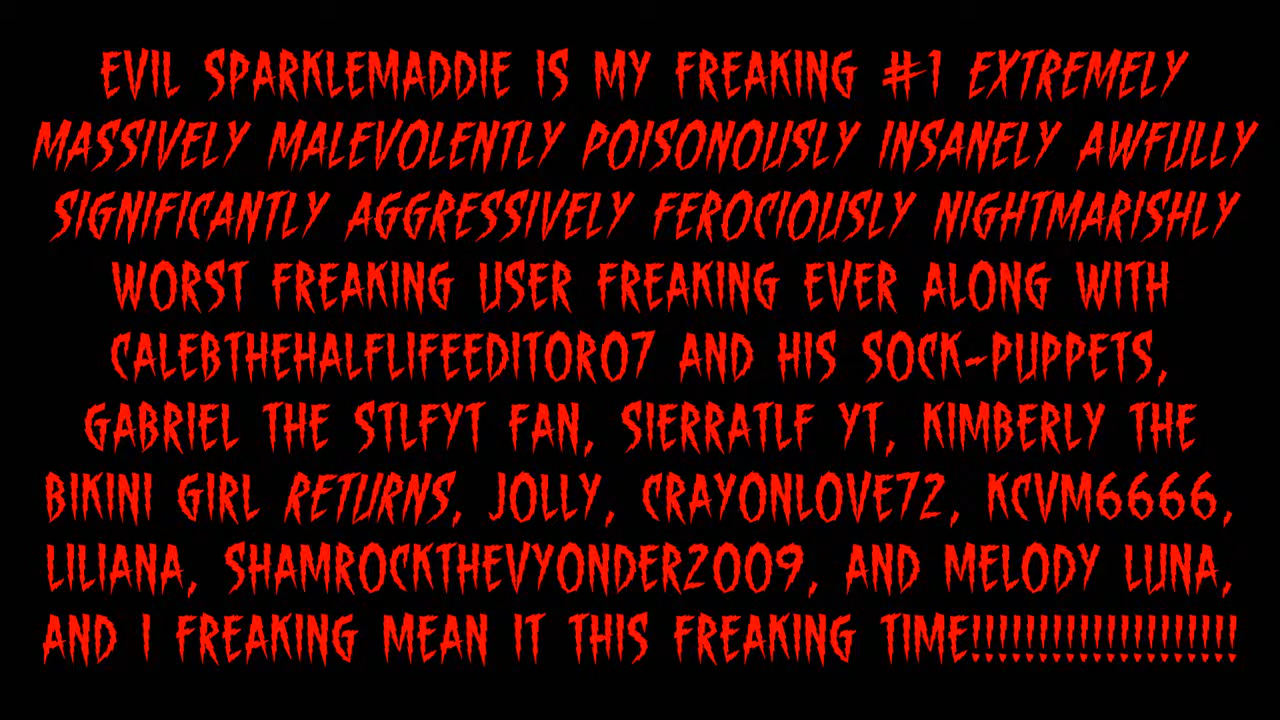 EVIL SPARKLEMADDIE IS MY FREAKING #1 EXTREMELY
MASSIVELY MALEVOLENTLY POISONOUSLY INSANELY AWFULLY
SIGNIFICANTLY AGGRESSIVELY FEROCIOUSLY NIGHTMARISHLY
WORST FREAKING USER FREAKING EVER ALONG WITH
CALEBTHEHALFLIFEEDITOR07 AND HIS SOCK-PUPPETS,
GABRIEL THE STLFYT FAN, SIERRATLF YT, KIMBERLY THE
BIKINI GIRL RETURNS, JOLLY, CRAYONLOVE72, KCVM6666,
LILIANA, SHAMROCKTHEVYONDER2009, AND MELODY LUNA,
AND I FREAKING MEAN IT THIS FREAKING TIME!!!!!!!!!!!!!!!!!!!!